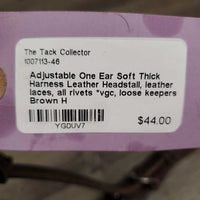 The Tack Collector
1007113-46
Adjustable One Ear Soft Thick
Harness Leather Headstall, leather
laces, all rivets *vgc, loose keepers
Brown H
$44.00
YGDUV7